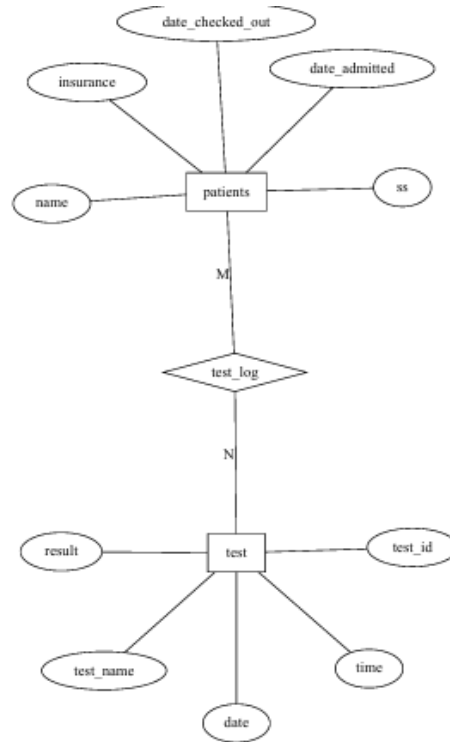 date_checked_out
insurance
date_admitted
name
patients
ss
M
test_log
N
result
test
test_id
test_name
time
date